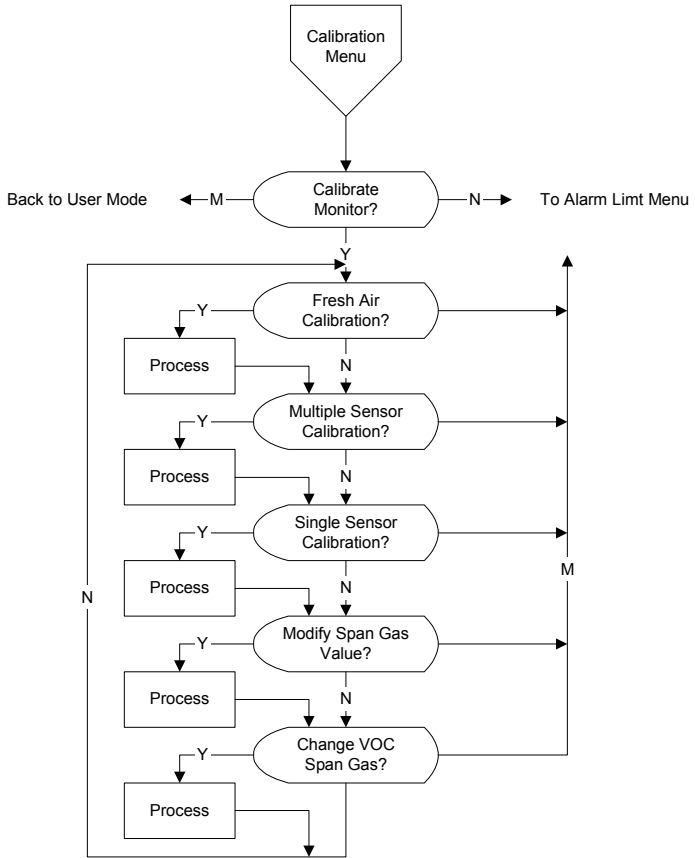 Calibration
Menu
Back to User Mode
M
Calibrate
Monitor?
N
To Alarm Limt Menu
Y
Fresh Air
Calibration?
Y
Process
N
Multiple Sensor
Calibration?
Y
Process
N
Single Sensor
Calibration?
Y
Process
N
M
N
Modify Span Gas
Value?
Y
Process
N
Change VOC
Span Gas?
Y
Process